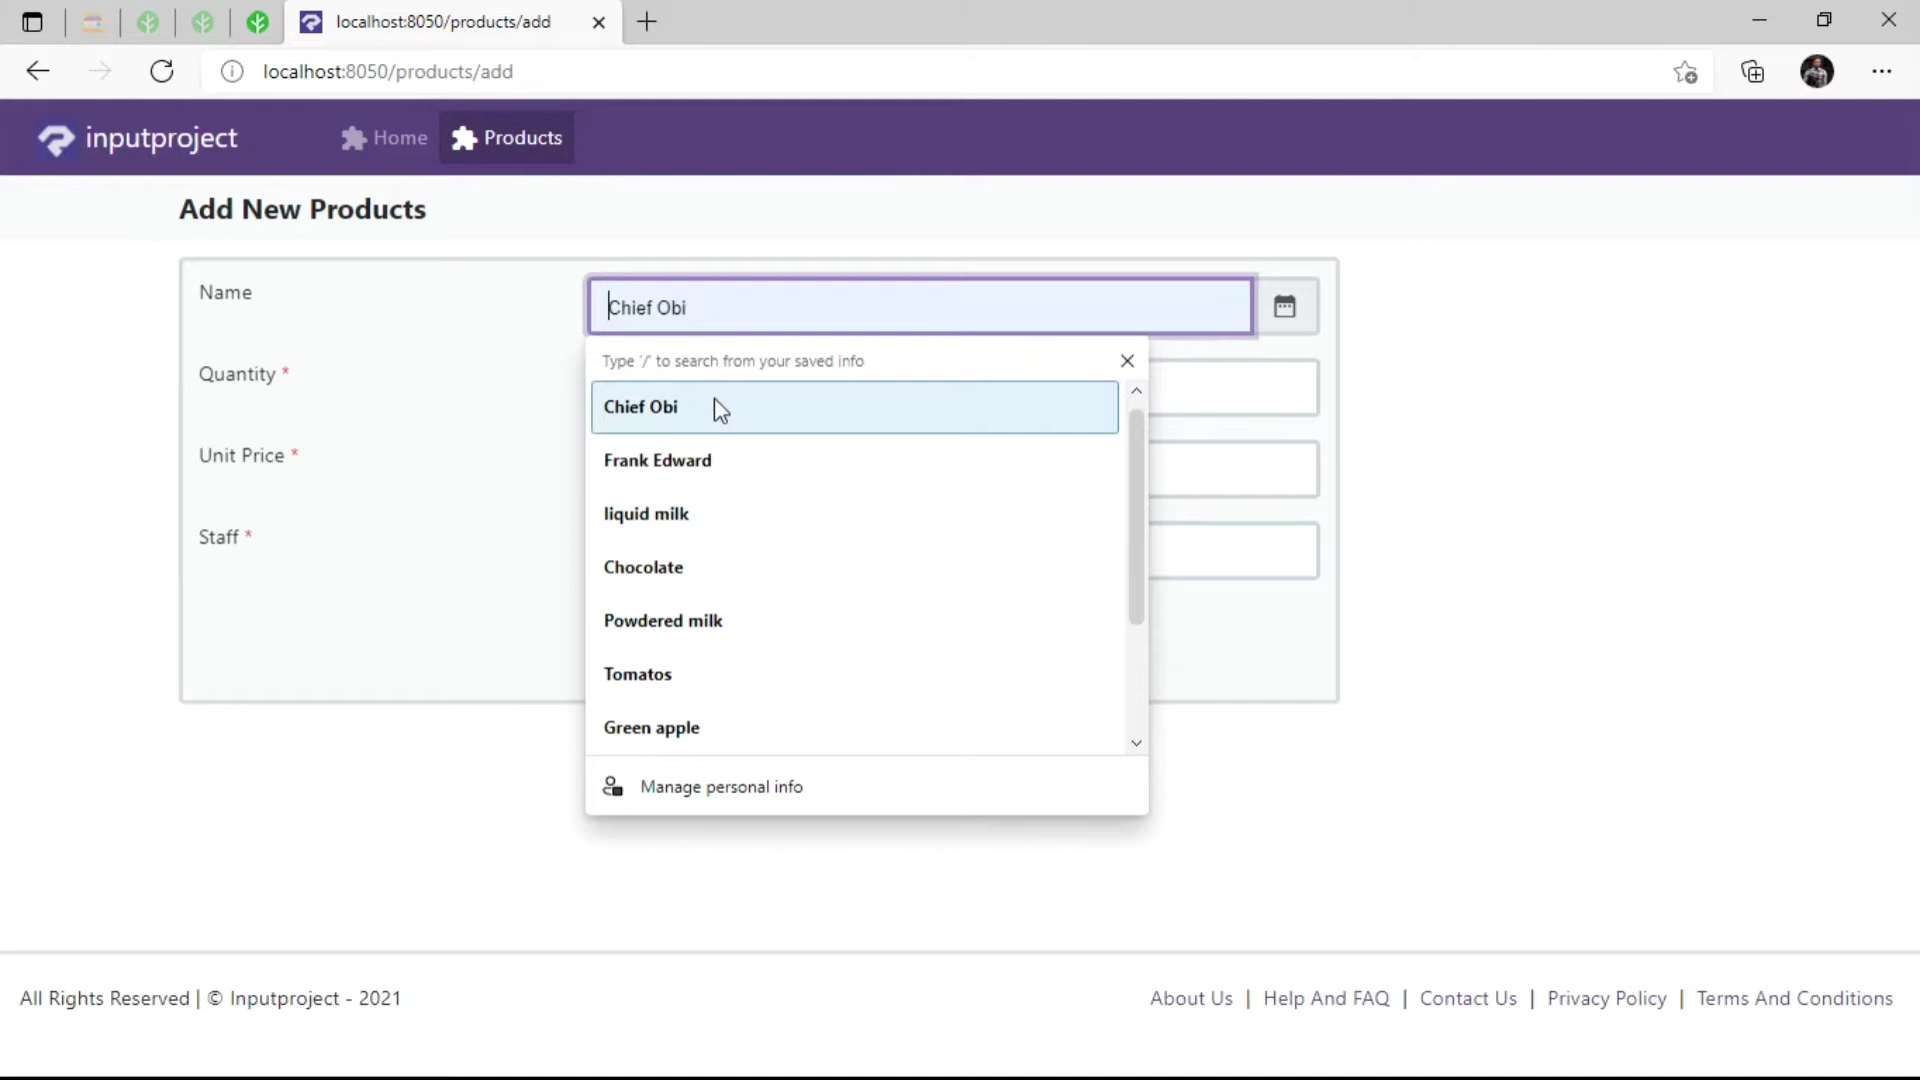 localhost:8050/products/add
localhost:8050/products/add
inputproject Home Products
Add New Products
Name
Chief Obi
Type '/' to search from your saved info
Quantity *
Chief Obi
Unit Price *
Frank Edward
liquid milk
Staff *
Chocolate
Powdered milk
Tomatos
Green apple
Manage personal info
All Rights Reserved | © Inputproject - 2021
About Us | Help And FAQ | Contact Us | Privacy Policy | Terms And Conditions